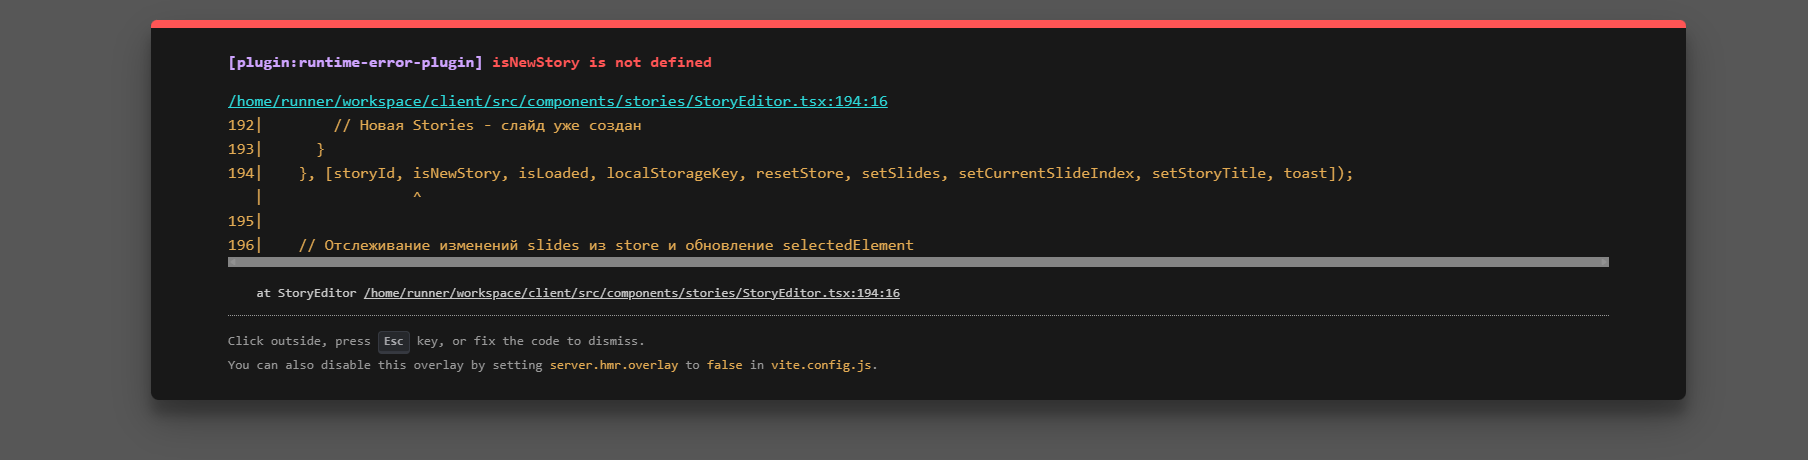 [plugin:runtime-error-plugin] isNewStory is not defined
/home/runner/workspace/client/src/components/stories/StoryEditor.tsx:194:16
192|        // Новая Stories - слайд уже создан
193|      }
194|    }, [storyId, isNewStory, isLoaded, localStorageKey, resetStore, setSlides, setCurrentSlideIndex, setStoryTitle, toast]);
   |                 ^
195|
196|    // Отслеживание изменений slides из store и обновление selectedElement
at StoryEditor /home/runner/workspace/client/src/components/stories/StoryEditor.tsx:194:16
Click outside, press Esc key, or fix the code to dismiss.
You can also disable this overlay by setting server.hmr.overlay to false in vite.config.js.